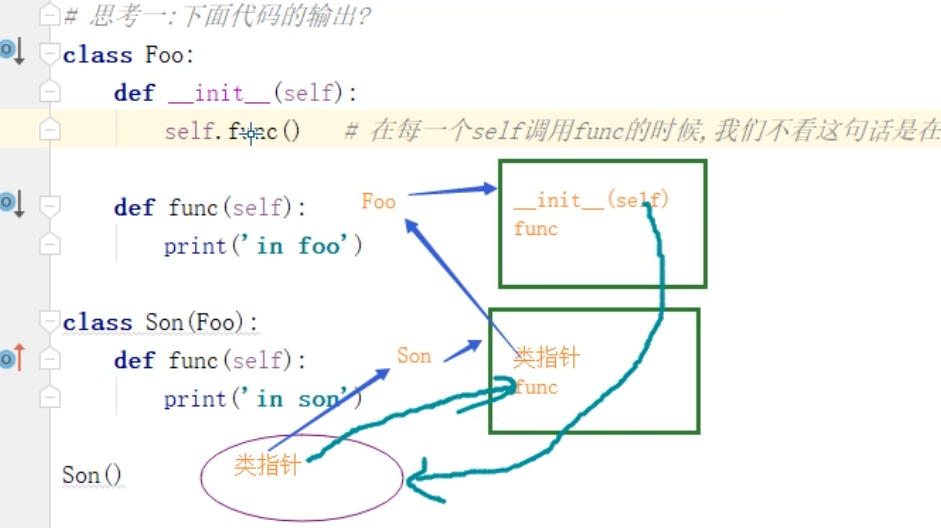 # 思考一:下面代码的输出?
class Foo:
def __init__(self):
self.func() # 在每一个self调用func的时候,我们不看这句话是在
def func(self):
print('in foo')
Foo
__init__(self)
func
class Son(Foo):
def func(self):
print('in son')
Son
类指针
func
Son()
类指针